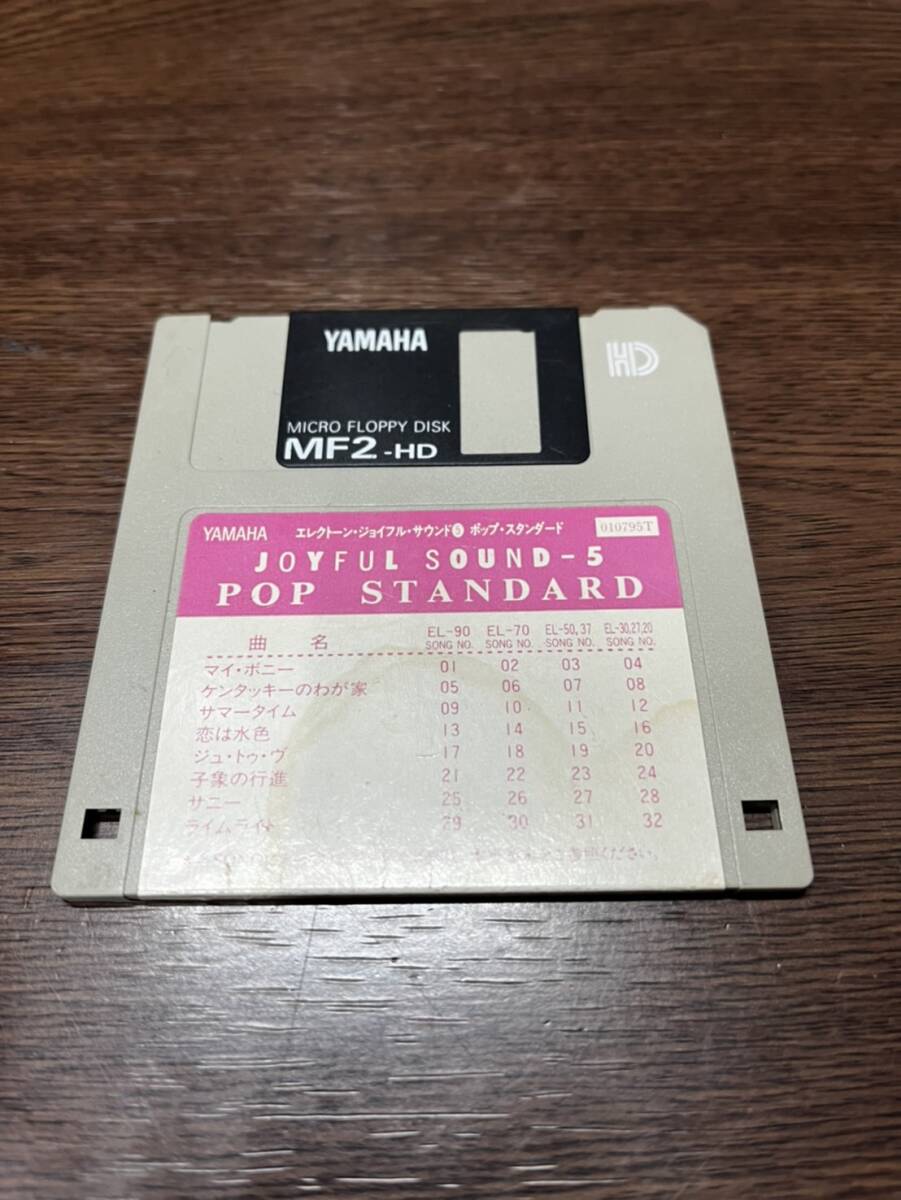 YAMAHA
HD
MICRO FLOPPY DISK
MF2-HD
YAMAHA エレクトーン・ジョイフル・サウンド5 ポップ・スタンダード 010795T
JOYFUL SOUND-5
POP STANDARD
曲名 EL-90 EL-70 EL-50,37 EL-30,27,20
SONG NO. SONG NO. SONG NO. SONG NO.
マイ・ボニー 01 02 03 04
ケンタッキーのわが家 05 06 07 08
サマータイム 09 10 11 12
恋は水色 13 14 15 16
ジュ・トゥ・ヴ 17 18 19 20
子象の行進 21 22 23 24
サニー 25 26 27 28
ライムライト 29 30 31 32
ください。